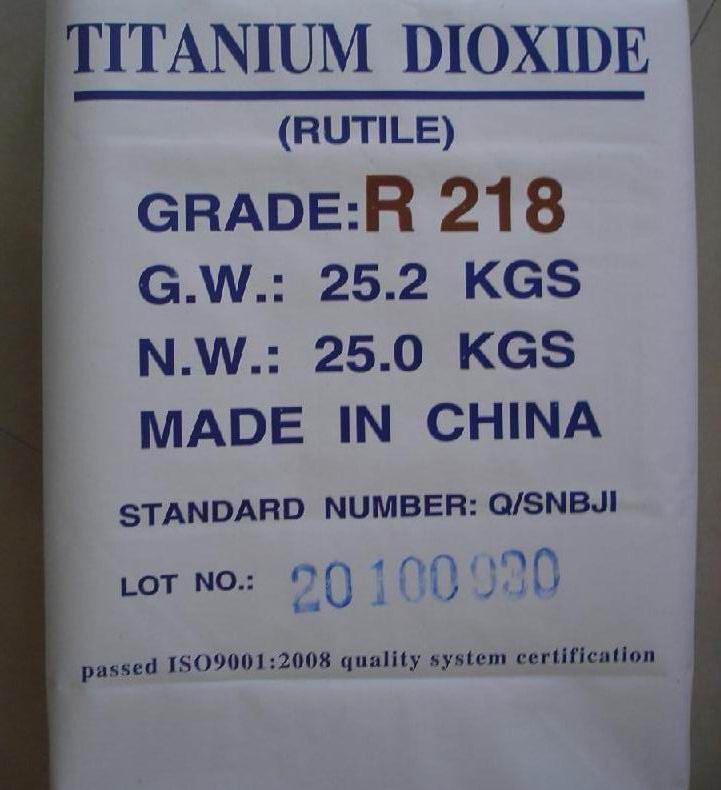 TITANIUM DIOXIDE
(RUTILE)
GRADE:R 218
G.W.: 25.2 KGS
N.W.: 25.0 KGS
MADE IN CHINA
STANDARD NUMBER: Q/SNBJI
LOT NO.: 20100930
passed ISO9001:2008 quality system certification